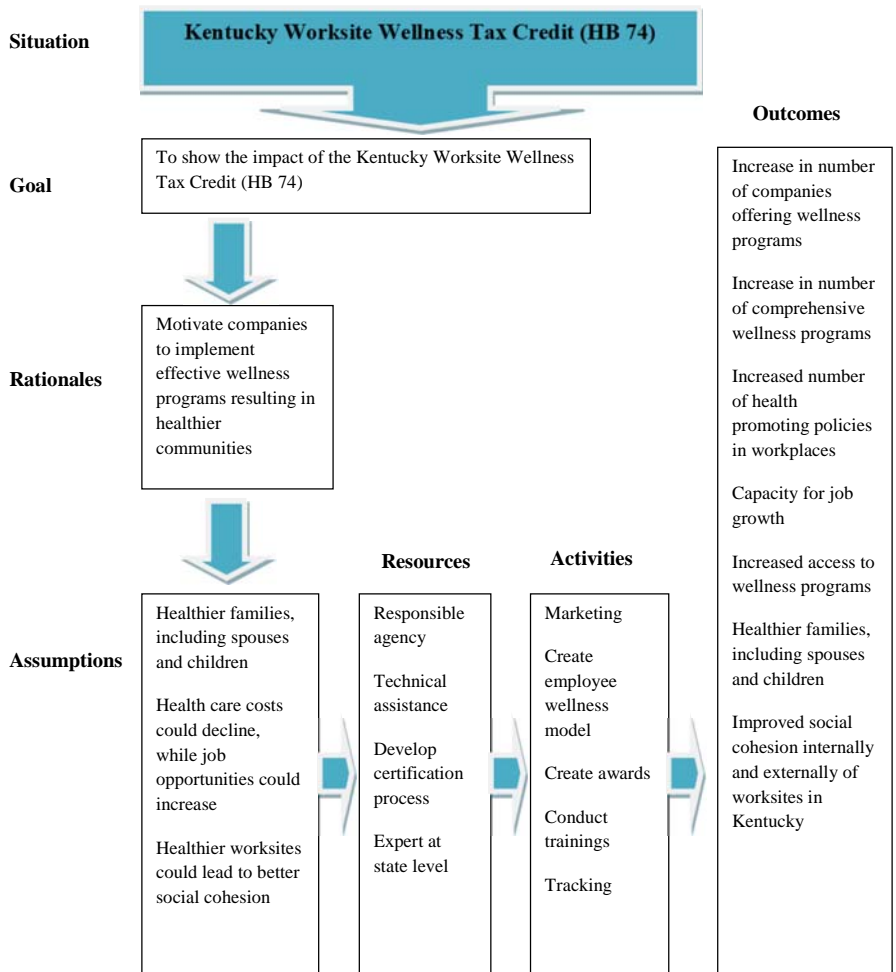 Situation
Kentucky Worksite Wellness Tax Credit (HB 74)
Goal
To show the impact of the Kentucky Worksite Wellness
Tax Credit (HB 74)
Rationales
Motivate companies
to implement
effective wellness
programs resulting in
healthier
communities
Assumptions
Healthier families,
including spouses
and children
Health care costs
could decline,
while job
opportunities could
increase
Healthier worksites
could lead to better
social cohesion
Resources
Responsible
agency
Technical
assistance
Develop
certification
process
Expert at
state level
Activities
Marketing
Create
employee
wellness
model
Create awards
Conduct
trainings
Tracking
Outcomes
Increase in number
of companies
offering wellness
programs
Increase in number
of comprehensive
wellness programs
Increased number
of health
promoting policies
in workplaces
Capacity for job
growth
Increased access to
wellness programs
Healthier families,
including spouses
and children
Improved social
cohesion internally
and externally of
worksites in
Kentucky